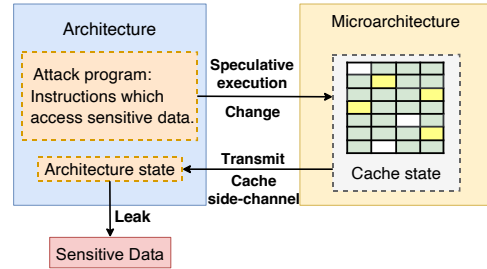 Architecture
Microarchitecture
Attack program:
Instructions which
access sensitive data.
Speculative
execution
Change
Cache state
Transmit
Cache
side-channel
Architecture state
Leak
Sensitive Data